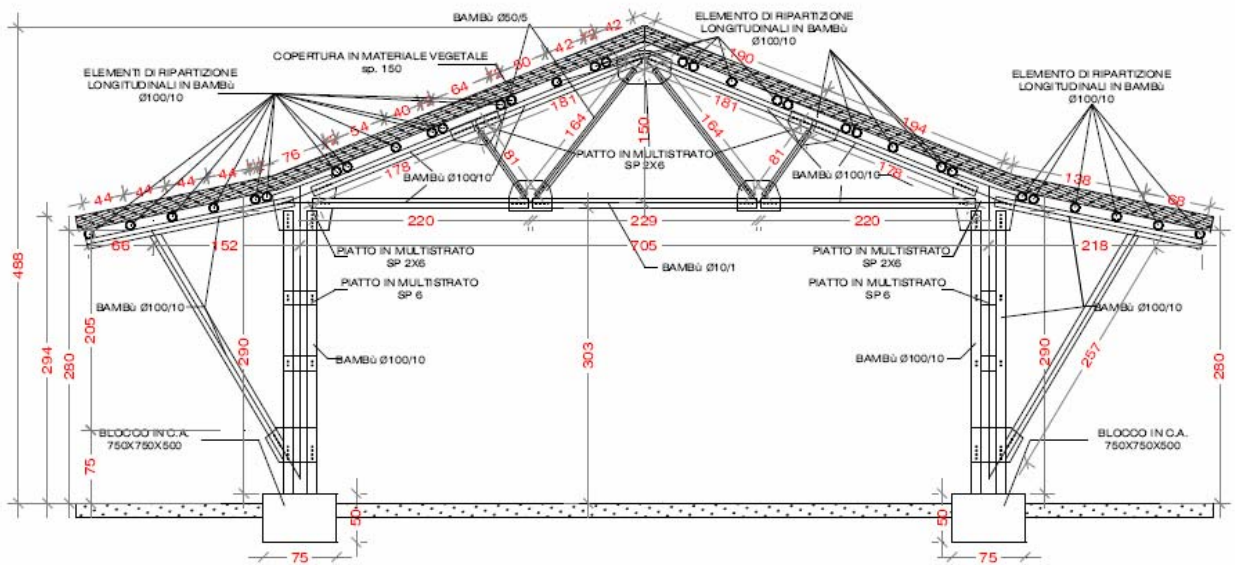 BAMBù Ø50/5
42
42
ELEMENTO DI RIPARTIZIONE
LONGITUDINALI IN BAMBù
Ø100/10
190
COPERTURA IN MATERIALE VEGETALE
sp. 150
ELEMENTI DI RIPARTIZIONE
LONGITUDINALI IN BAMBù
Ø100/10
ELEMENTO DI RIPARTIZIONE
LONGITUDINALI IN BAMBù
Ø100/10
64
40
54
76
44
44
44
44
181
181
164
164
150
194
178
178
81
81
138
68
PIATTO IN MULTISTRATO
SP 2X6
BAMBù Ø100/10
BAMBù Ø100/10
220
229
220
66
152
705
218
PIATTO IN MULTISTRATO
SP 2X6
PIATTO IN MULTISTRATO
SP 2X6
BAMBù Ø10/1
PIATTO IN MULTISTRATO
SP 6
PIATTO IN MULTISTRATO
SP 6
BAMBù Ø100/10
BAMBù Ø100/10
488
294
280
205
290
303
290
257
280
BAMBù Ø100/10
BAMBù Ø100/10
BLOCCO IN C.A.
750X750X500
BLOCCO IN C.A.
750X750X500
75
50
50
75
75